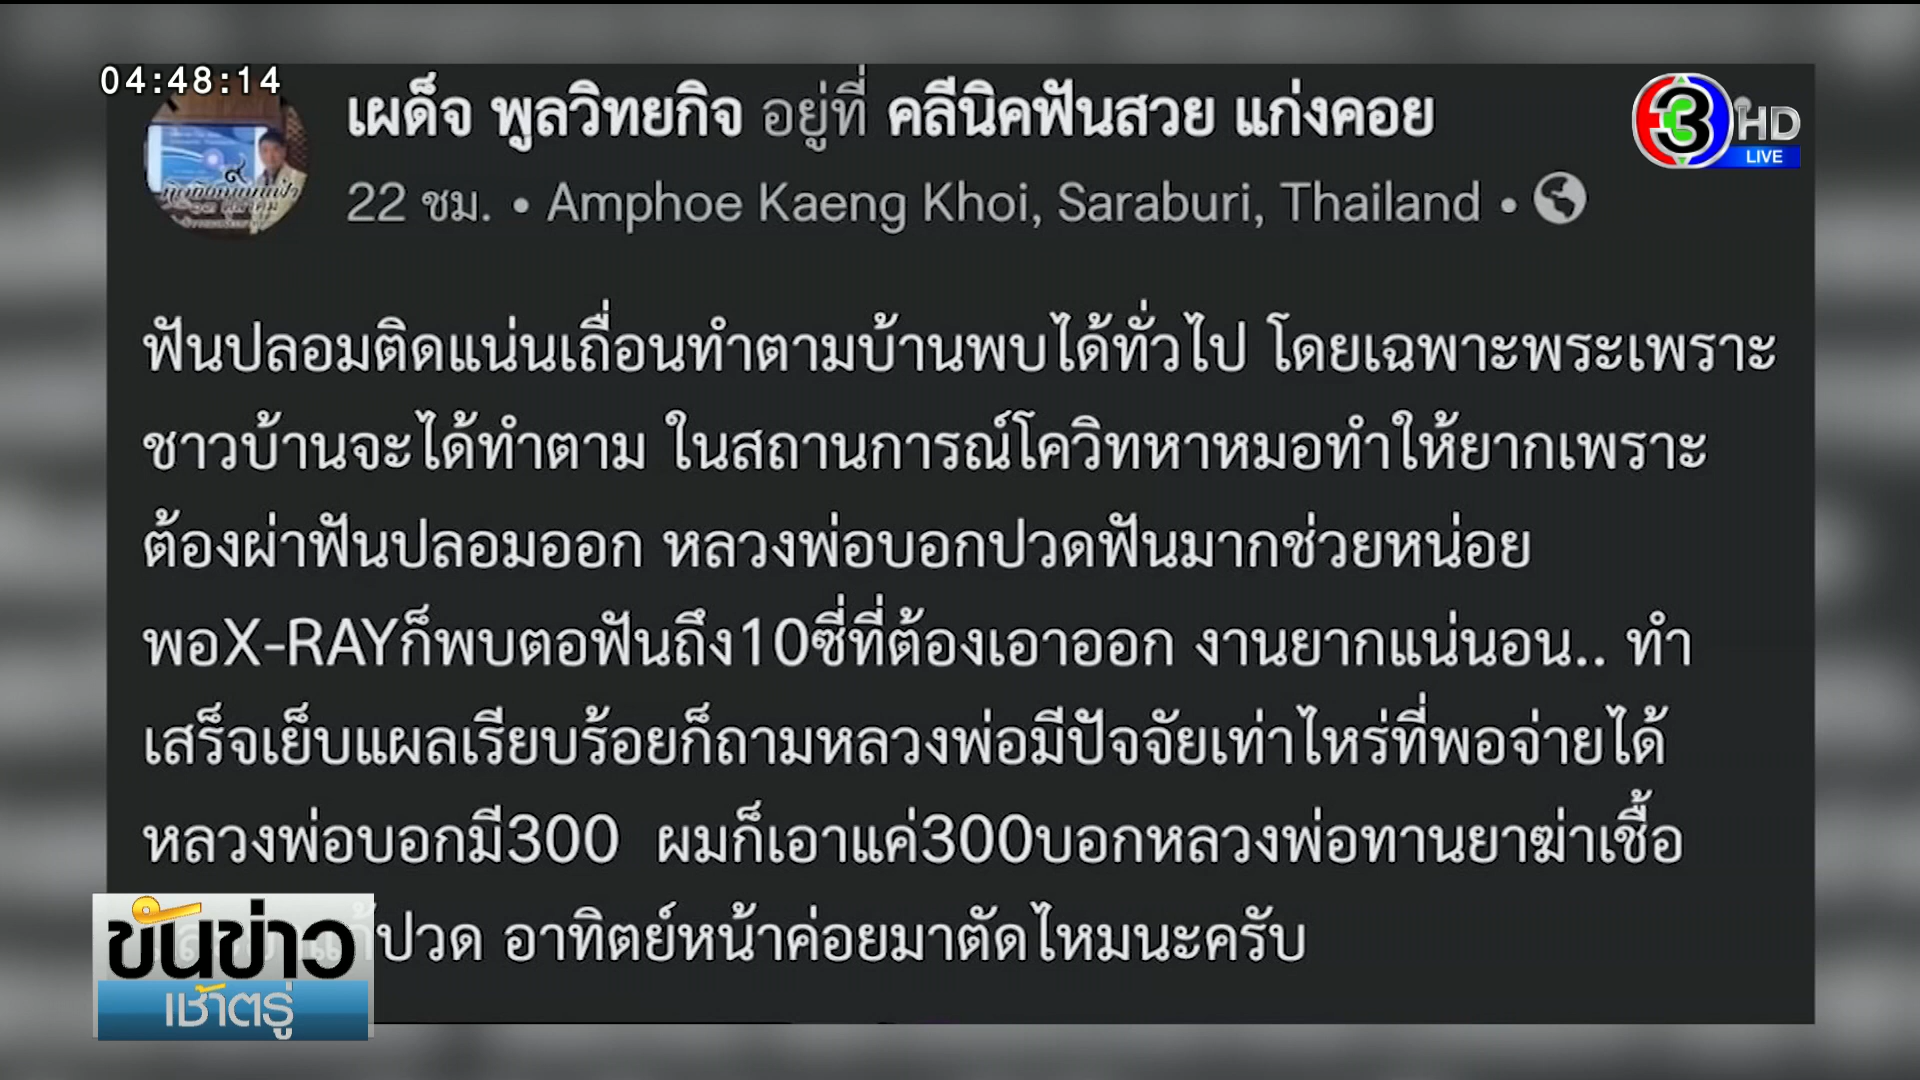 04:48:14
เผด็จ พูลวิทยกิจ อยู่ที่ คลีนิคฟันสวย แก่งคอย
3 HD
LIVE
22 ชม. • Amphoe Kaeng Khoi, Saraburi, Thailand •
ฟันปลอมติดแน่นเถื่อนทำตามบ้านพบได้ทั่วไป โดยเฉพาะพระเพราะ
ชาวบ้านจะได้ทำตาม ในสถานการณ์โควิทหาหมอทำให้ยากเพราะ
ต้องผ่าฟันปลอมออก หลวงพ่อบอกปวดฟันมากช่วยหน่อย
พอX-RAYก็พบตอฟันถึง10ซี่ที่ต้องเอาออก งานยากแน่นอน.. ทำ
เสร็จเย็บแผลเรียบร้อยก็ถามหลวงพ่อมีปัจจัยเท่าไหร่ที่พอจ่ายได้
หลวงพ่อบอกมี300 ผมก็เอาแค่300บอกหลวงพ่อทานยาฆ่าเชื้อ
แก้ปวด อาทิตย์หน้าค่อยมาตัดไหมนะครับ
ขันข่าว
เช้าตรู่